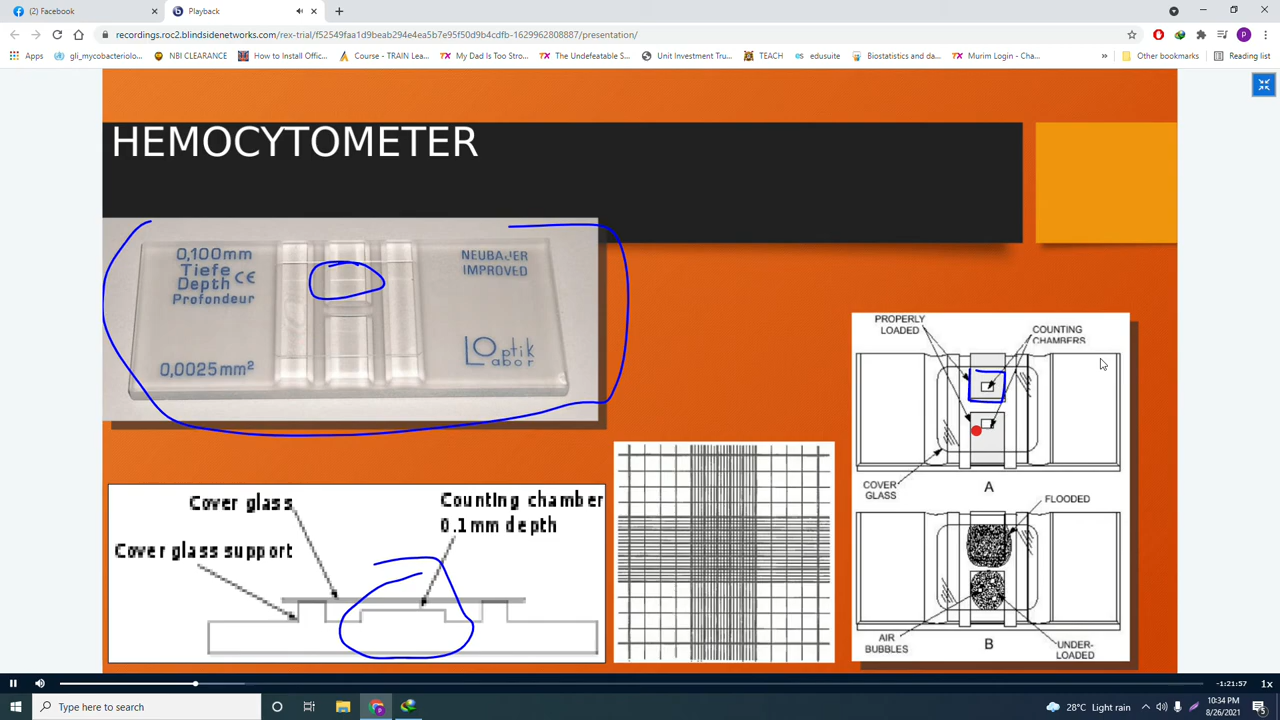 (2) Facebook
Playback
recordings.roc2.blindsidenetworks.com/rex-trial/f52549faa1d9beab294e4ea5b7e95f50d9b4cdfb-1629962808887/presentation/
Apps
gli_mycobacteriolo...
NBI CLEARANCE
How to Install Offic...
Course - TRAIN Lea...
My Dad Is Too Stro...
The Undefeatable S...
Unit Investment Tru...
TEACH
edusuite
Biostatistics and da...
Murim Login - Cha...
»
Other bookmarks
Reading list
HEMOCYTOMETER
0,100mm
Tiefe
Depth CE
Profondeur
0,0025mm²
NEUBAUER
IMPROVED
Optik
Labor
Cover glass
Counting chamber
0.1mm depth
Cover glass support
PROPERLY
LOADED
COUNTING
CHAMBERS
COVER
GLASS
A
FLOODED
AIR
BUBBLES
B
UNDER-
LOADED
-1:21:57
1x
Type here to search
28°C Light rain
10:34 PM
8/26/2021
5